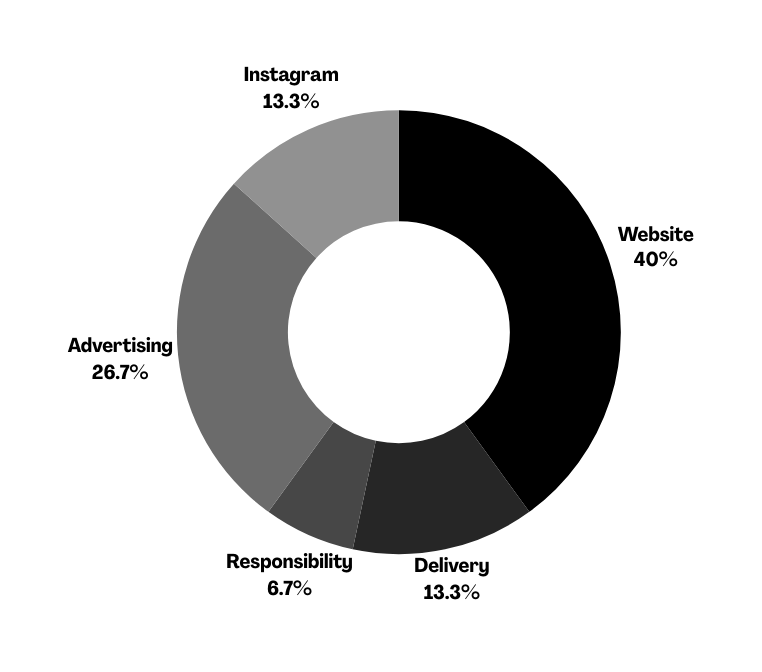 Instagram
13.3%
Website
40%
Advertising
26.7%
Responsibility
6.7%
Delivery
13.3%